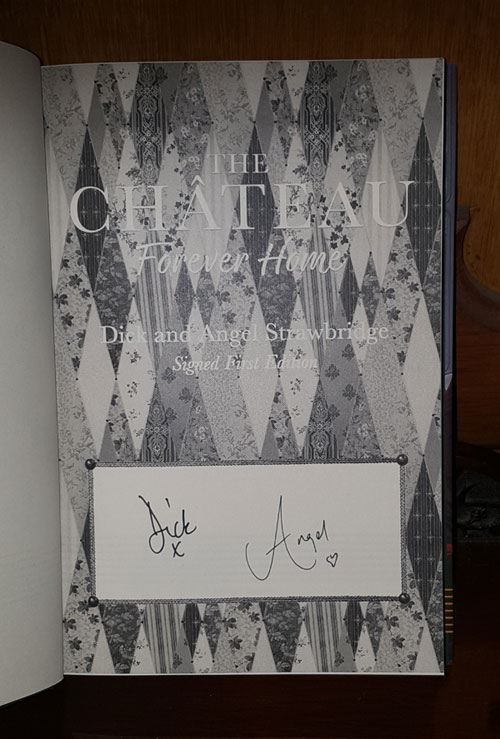 THE
CHÂTEAU
Forever Home
Dick and Angel Strawbridge
Signed First Edition
Dick Angel
x ♡